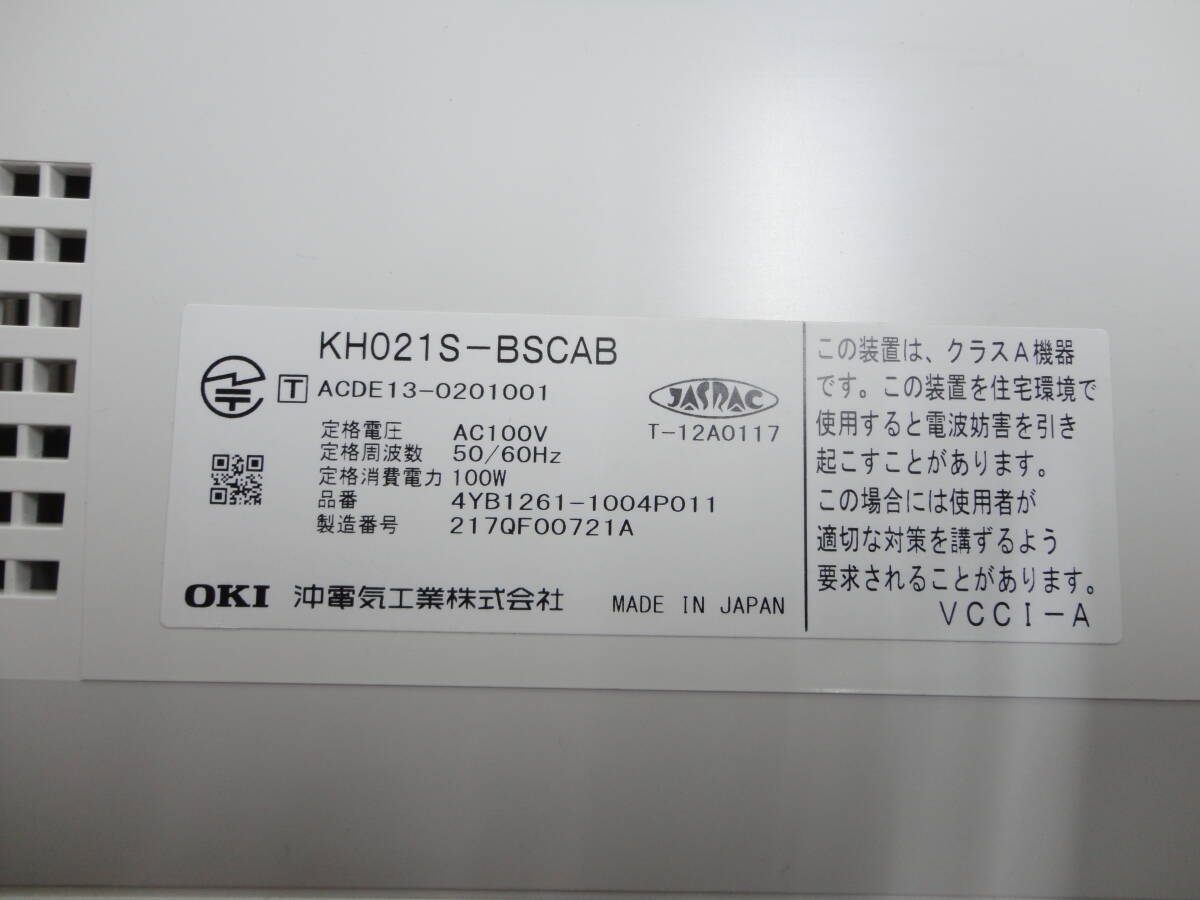 KH021S-BSCAB
T ACDE13-0201001
定格電圧 AC100V
定格周波数 50/60Hz
定格消費電力 100W
品番 4YB1261-1004P011
製造番号 217QF00721A
JASRAC
T-12A0117
OKI 沖電気工業株式会社 MADE IN JAPAN
この装置は、クラスA機器
です。この装置を住宅環境で
使用すると電波妨害を引き
起こすことがあります。
この場合には使用者が
適切な対策を講ずるよう
要求されることがあります。
VCCI-A